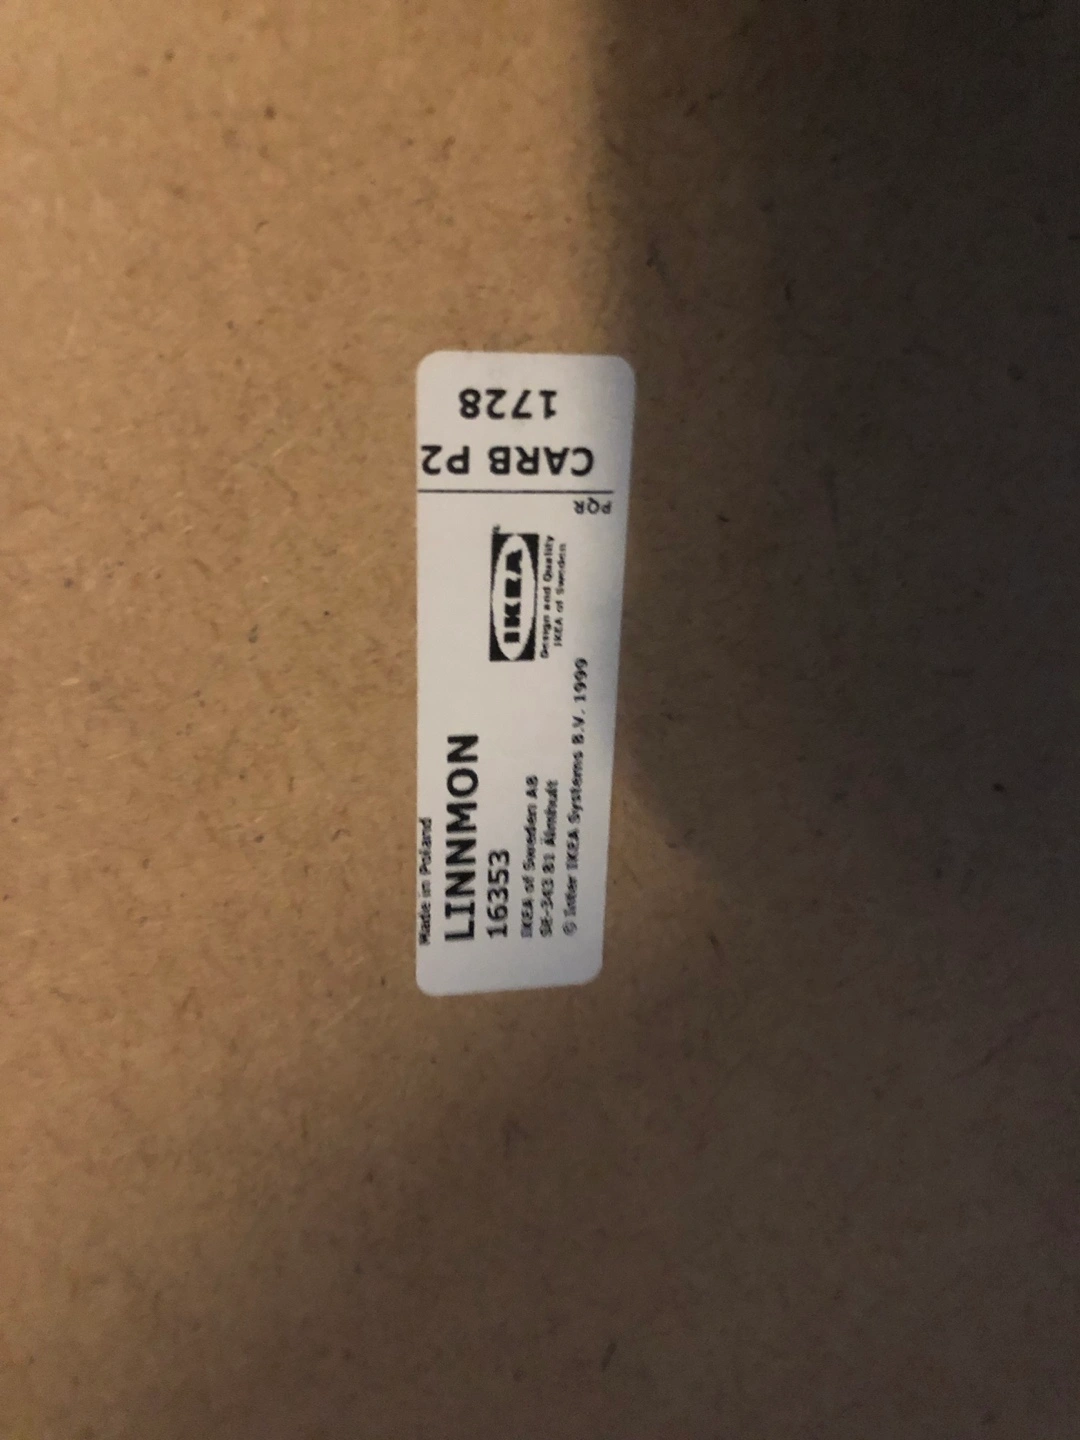 Made in Poland
LINNMON
16353
IKEA of Sweden AB
SE-343 81 Älmhult
© Inter IKEA Systems B.V. 1999
IKEA®
Design and Quality
IKEA of Sweden
PQR
CARB P2
1728